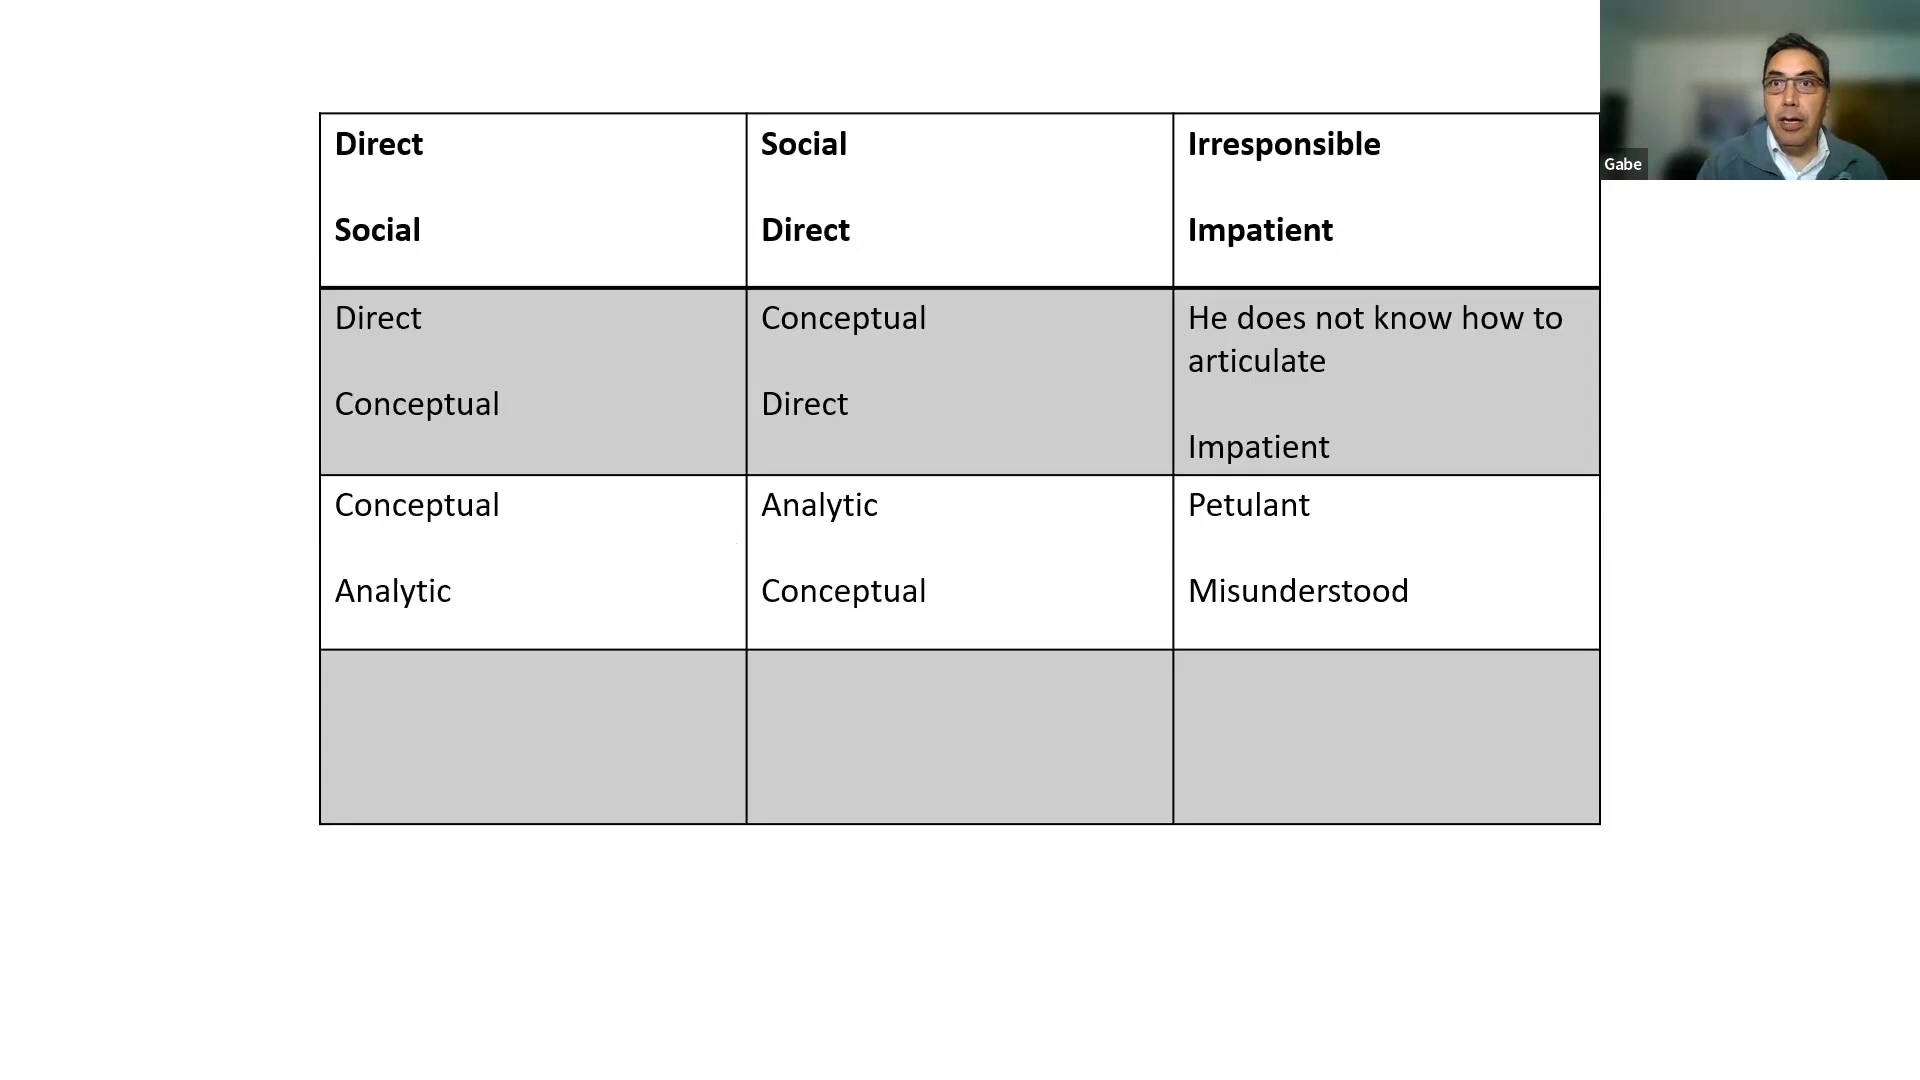 Direct
Social
Social
Direct
Irresponsible
Impatient
Direct
Conceptual
Conceptual
Direct
He does not know how to
articulate
Impatient
Conceptual
Analytic
Analytic
Conceptual
Petulant
Misunderstood
Gabe